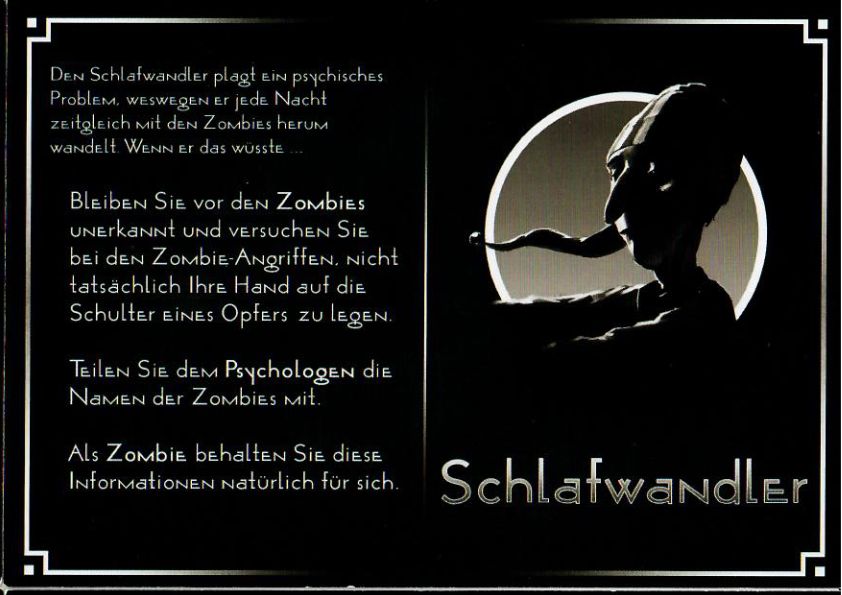 Den Schlafwandler plagt ein psychisches
Problem, weswegen er jede Nacht
zeitgleich mit den Zombies herum
wandelt. Wenn er das wüsste ...
Bleiben Sie vor den Zombies
unerkannt und versuchen Sie
bei den Zombie-Angriffen, nicht
tatsächlich Ihre Hand auf die
Schulter eines Opfers zu legen.
Teilen Sie dem Psychologen die
Namen der Zombies mit.
Als Zombie behalten Sie diese
Informationen natürlich für sich.
Schlafwandler